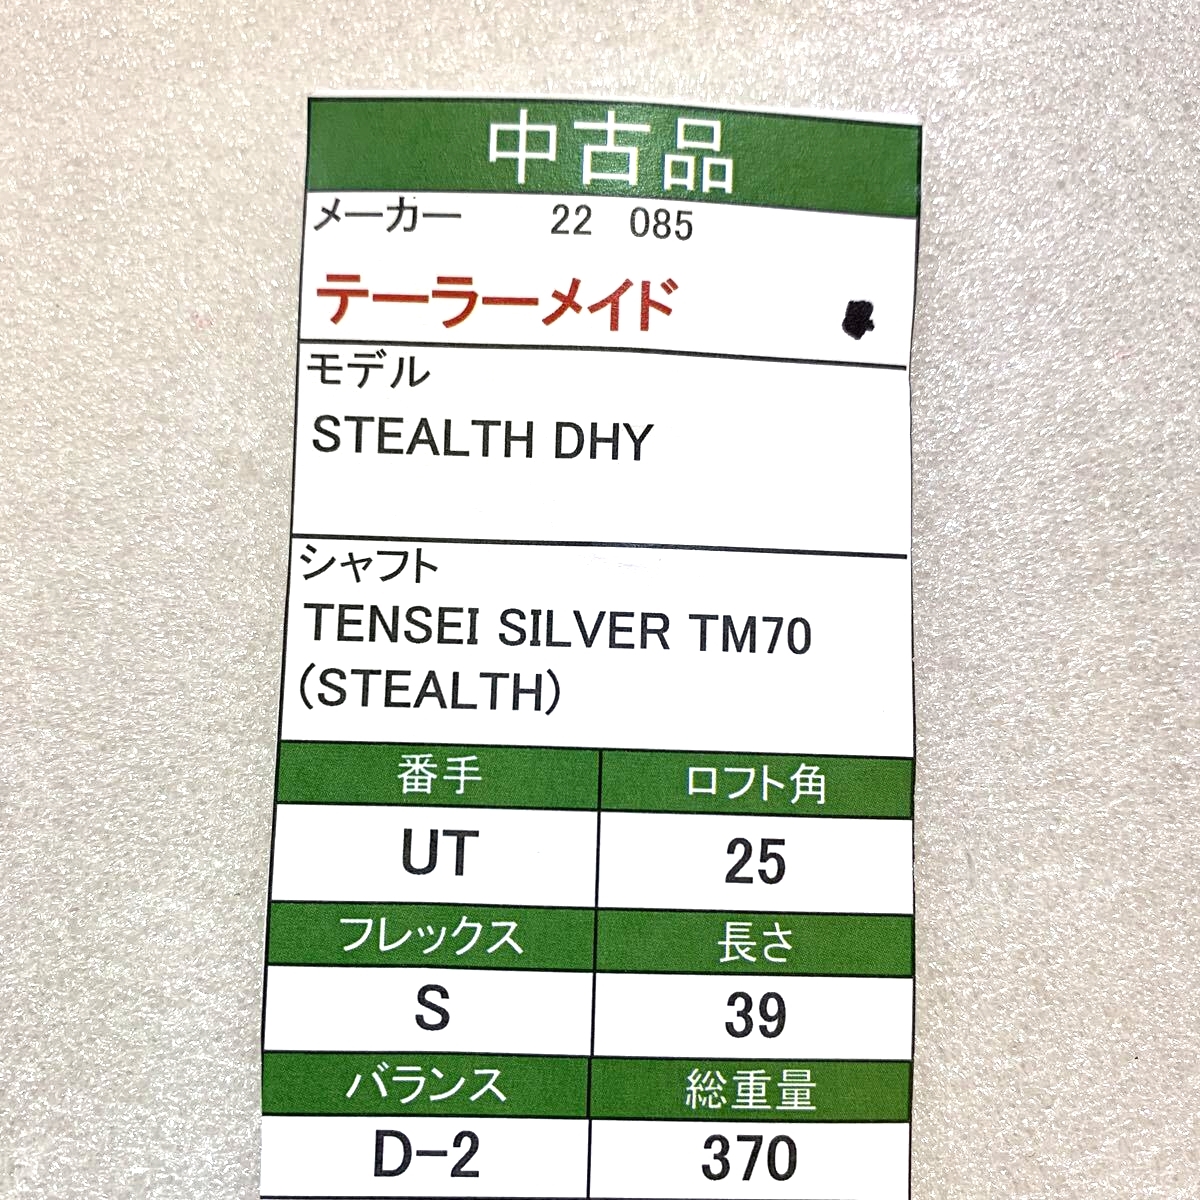 中古品
メーカー 22 085
テーラーメイド
モデル
STEALTH DHY
シャフト
TENSEI SILVER TM70
(STEALTH)
番手 ロフト角
UT 25
フレックス 長さ
S 39
バランス 総重量
D-2 370